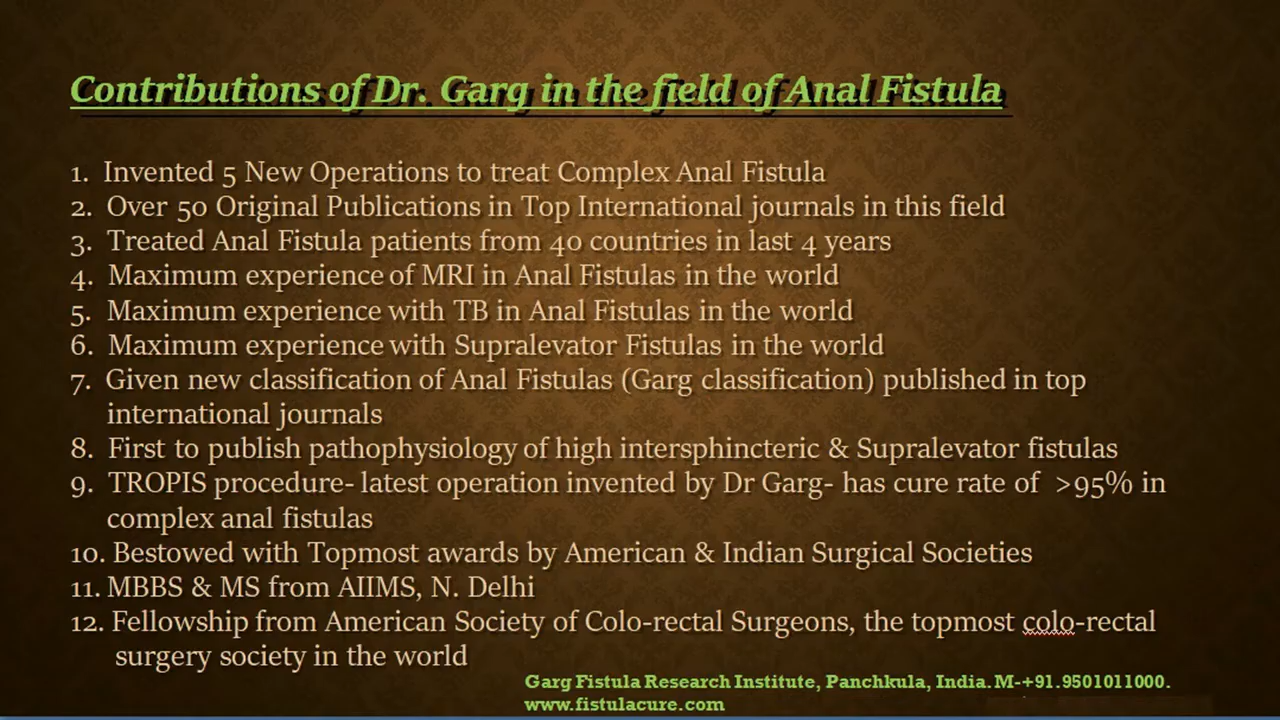 Contributions of Dr. Garg in the field of Anal Fistula
1. Invented 5 New Operations to treat Complex Anal Fistula
2. Over 50 Original Publications in Top International journals in this field
3. Treated Anal Fistula patients from 40 countries in last 4 years
4. Maximum experience of MRI in Anal Fistulas in the world
5. Maximum experience with TB in Anal Fistulas in the world
6. Maximum experience with Supralevator Fistulas in the world
7. Given new classification of Anal Fistulas (Garg classification) published in top
international journals
8. First to publish pathophysiology of high intersphincteric & Supralevator fistulas
9. TROPIS procedure- latest operation invented by Dr Garg- has cure rate of >95% in
complex anal fistulas
10. Bestowed with Topmost awards by American & Indian Surgical Societies
11. MBBS & MS from AIIMS, N. Delhi
12. Fellowship from American Society of Colo-rectal Surgeons, the topmost colo-rectal
surgery society in the world
Garg Fistula Research Institute, Panchkula, India. M-+91.9501011000.
www.fistulacure.com